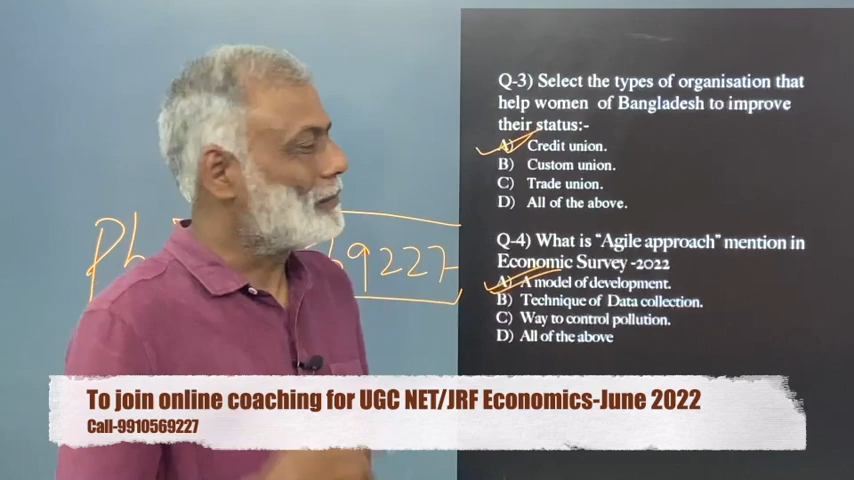 Q-3) Select the types of organisation that
help women of Bangladesh to improve
their status:-
A) Credit union.
B) Custom union.
C) Trade union.
D) All of the above.
Q-4) What is "Agile approach" mention in
Economic Survey -2022
A) A model of development.
B) Technique of Data collection.
C) Way to control pollution.
D) All of the above
Ph
9227
To join online coaching for UGC NET/JRF Economics-June 2022
Call-9910569227